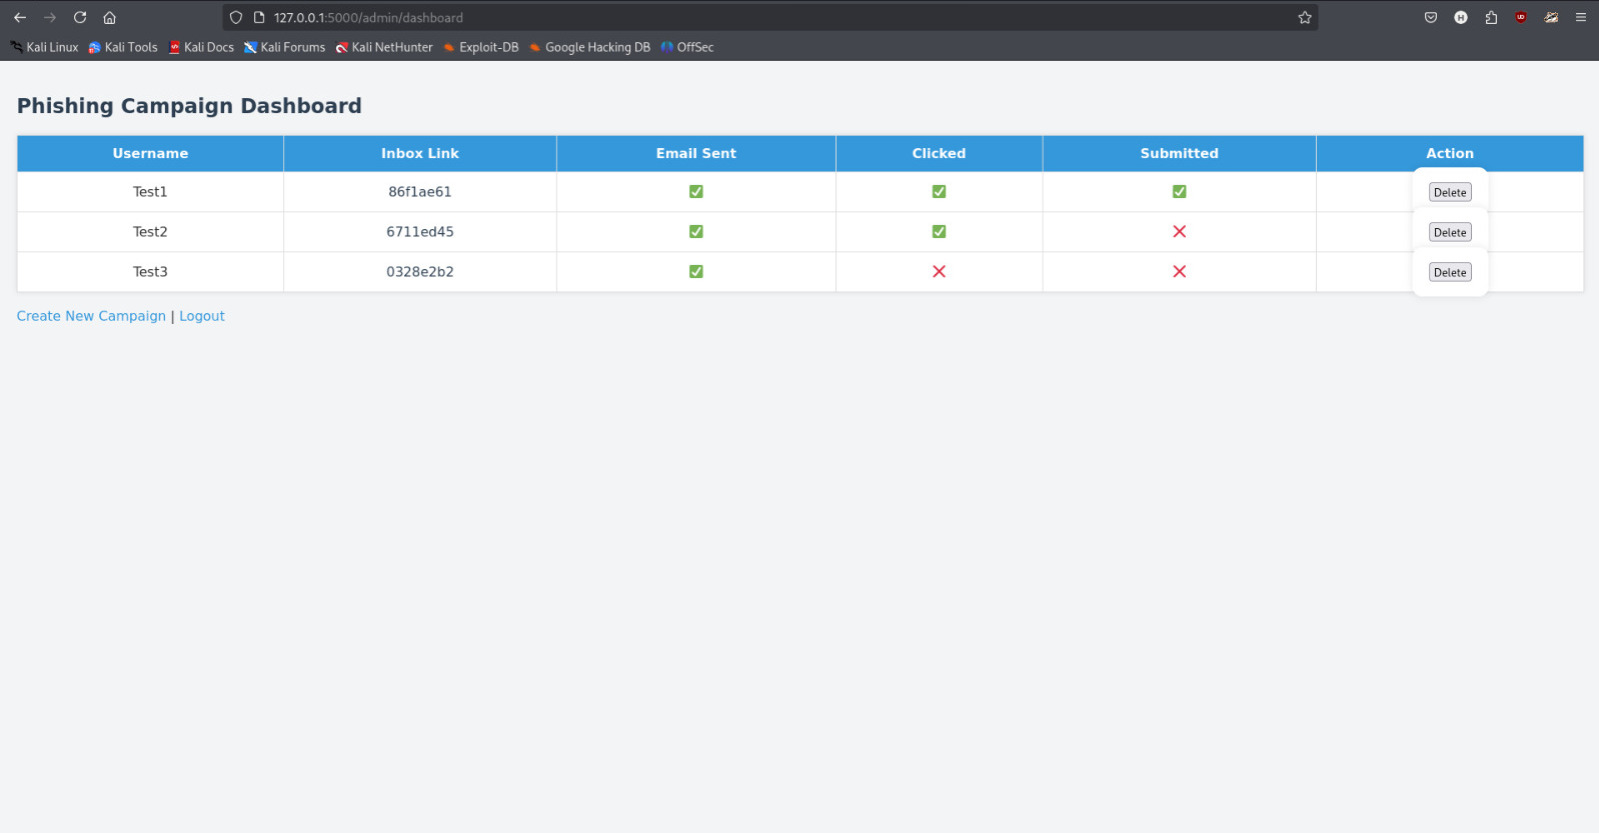 127.0.0.1:5000/admin/dashboard
Kali Linux Kali Tools Kali Docs Kali Forums Kali NetHunter Exploit-DB Google Hacking DB OffSec
Phishing Campaign Dashboard
Username Inbox Link Email Sent Clicked Submitted Action
Test1 86f1ae61 ✅ ✅ ✅ Delete
Test2 6711ed45 ✅ ✅ ❌ Delete
Test3 0328e2b2 ✅ ❌ ❌ Delete
Create New Campaign | Logout